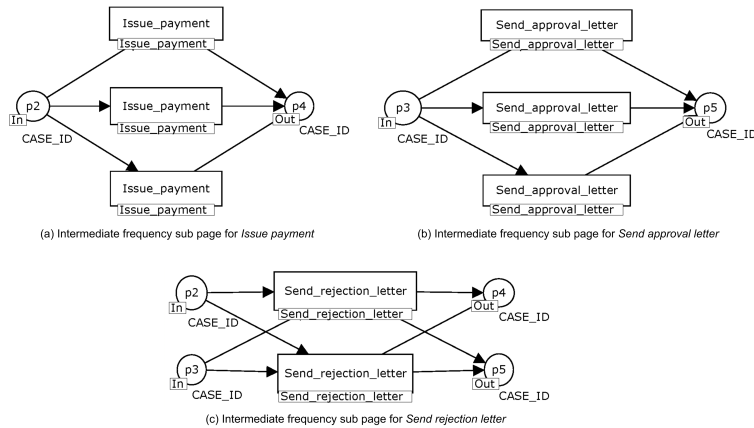 Issue_payment
Issue_payment
p2
In
CASE_ID
Issue_payment
Issue_payment
p4
Out
CASE_ID
Issue_payment
Issue_payment
(a) Intermediate frequency sub page for Issue payment
Send_approval_letter
Send_approval_letter
p3
In
CASE_ID
Send_approval_letter
Send_approval_letter
p5
Out
CASE_ID
Send_approval_letter
Send_approval_letter
(b) Intermediate frequency sub page for Send approval letter
p2
In
CASE_ID
Send_rejection_letter
Send_rejection_letter
p4
Out
CASE_ID
p3
In
CASE_ID
Send_rejection_letter
Send_rejection_letter
p5
Out
CASE_ID
(c) Intermediate frequency sub page for Send rejection letter